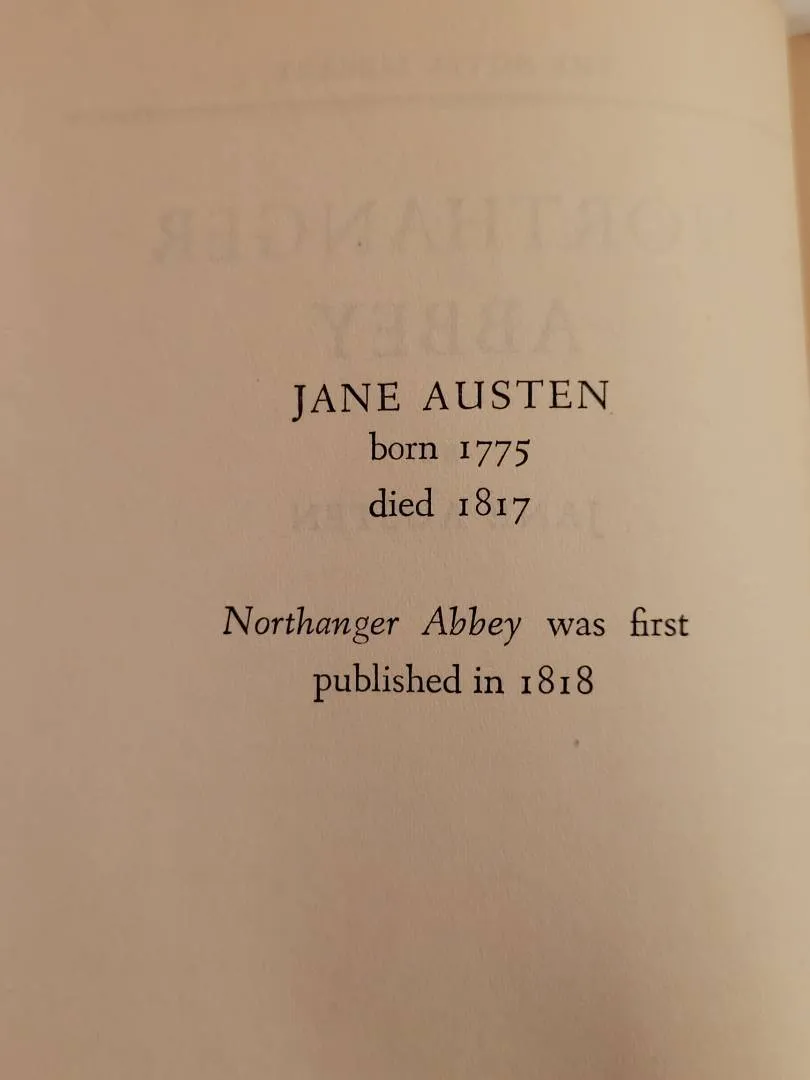 JANE AUSTEN
born 1775
died 1817
Northanger Abbey was first
published in 1818